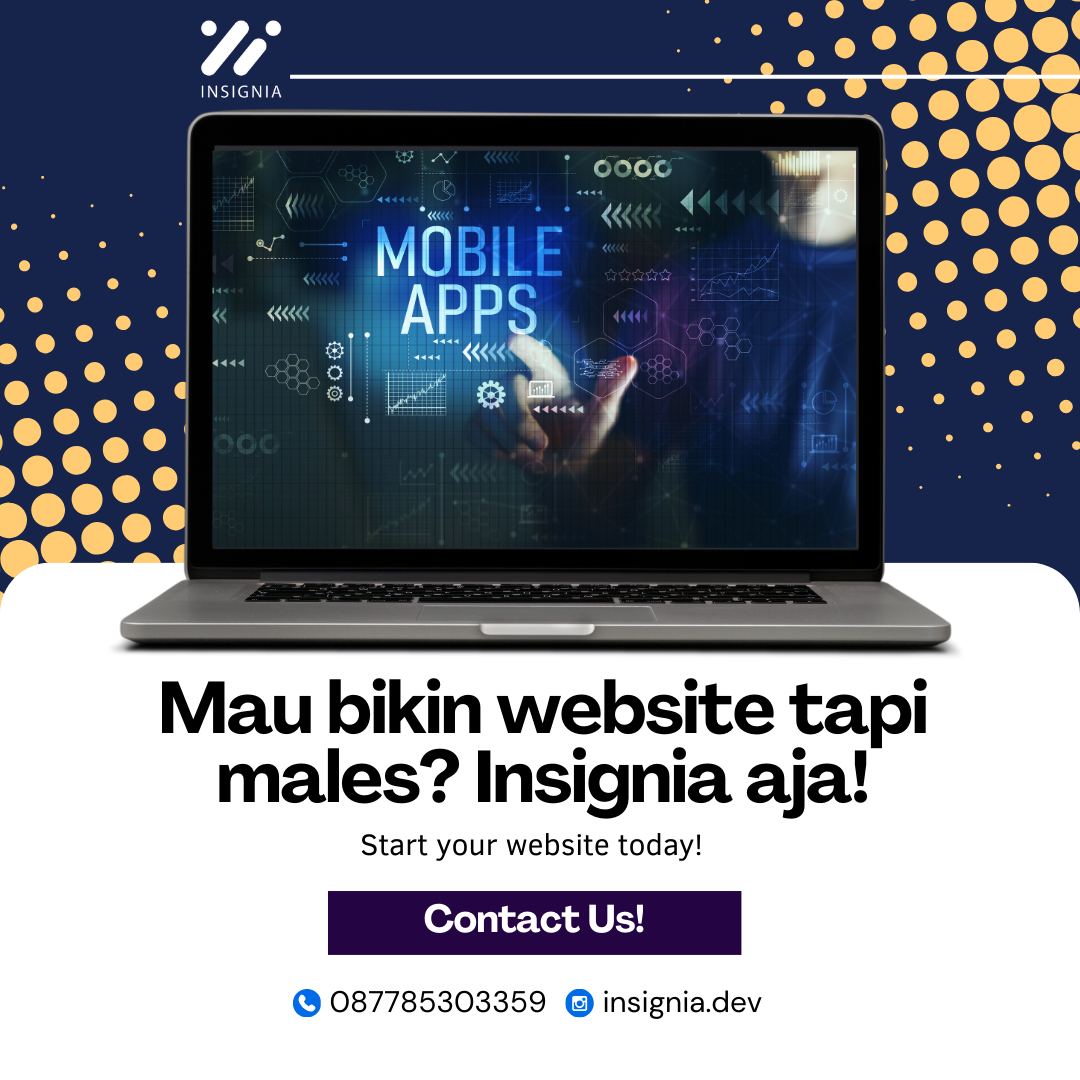 INSIGNIA
MOBILE
APPS
Mau bikin website tapi
males? Insignia aja!
Start your website today!
Contact Us!
087785303359 insignia.dev